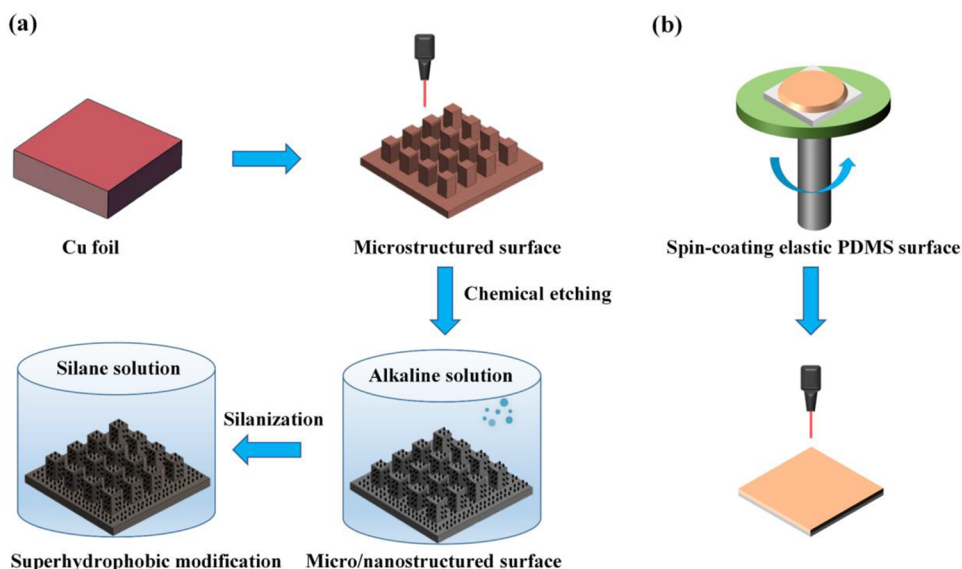 (a)
(b)
Cu foil
Microstructured surface
Spin-coating elastic PDMS surface
Chemical etching
Silane solution
Alkaline solution
Silanization
Superhydrophobic modification
Micro/nanostructured surface